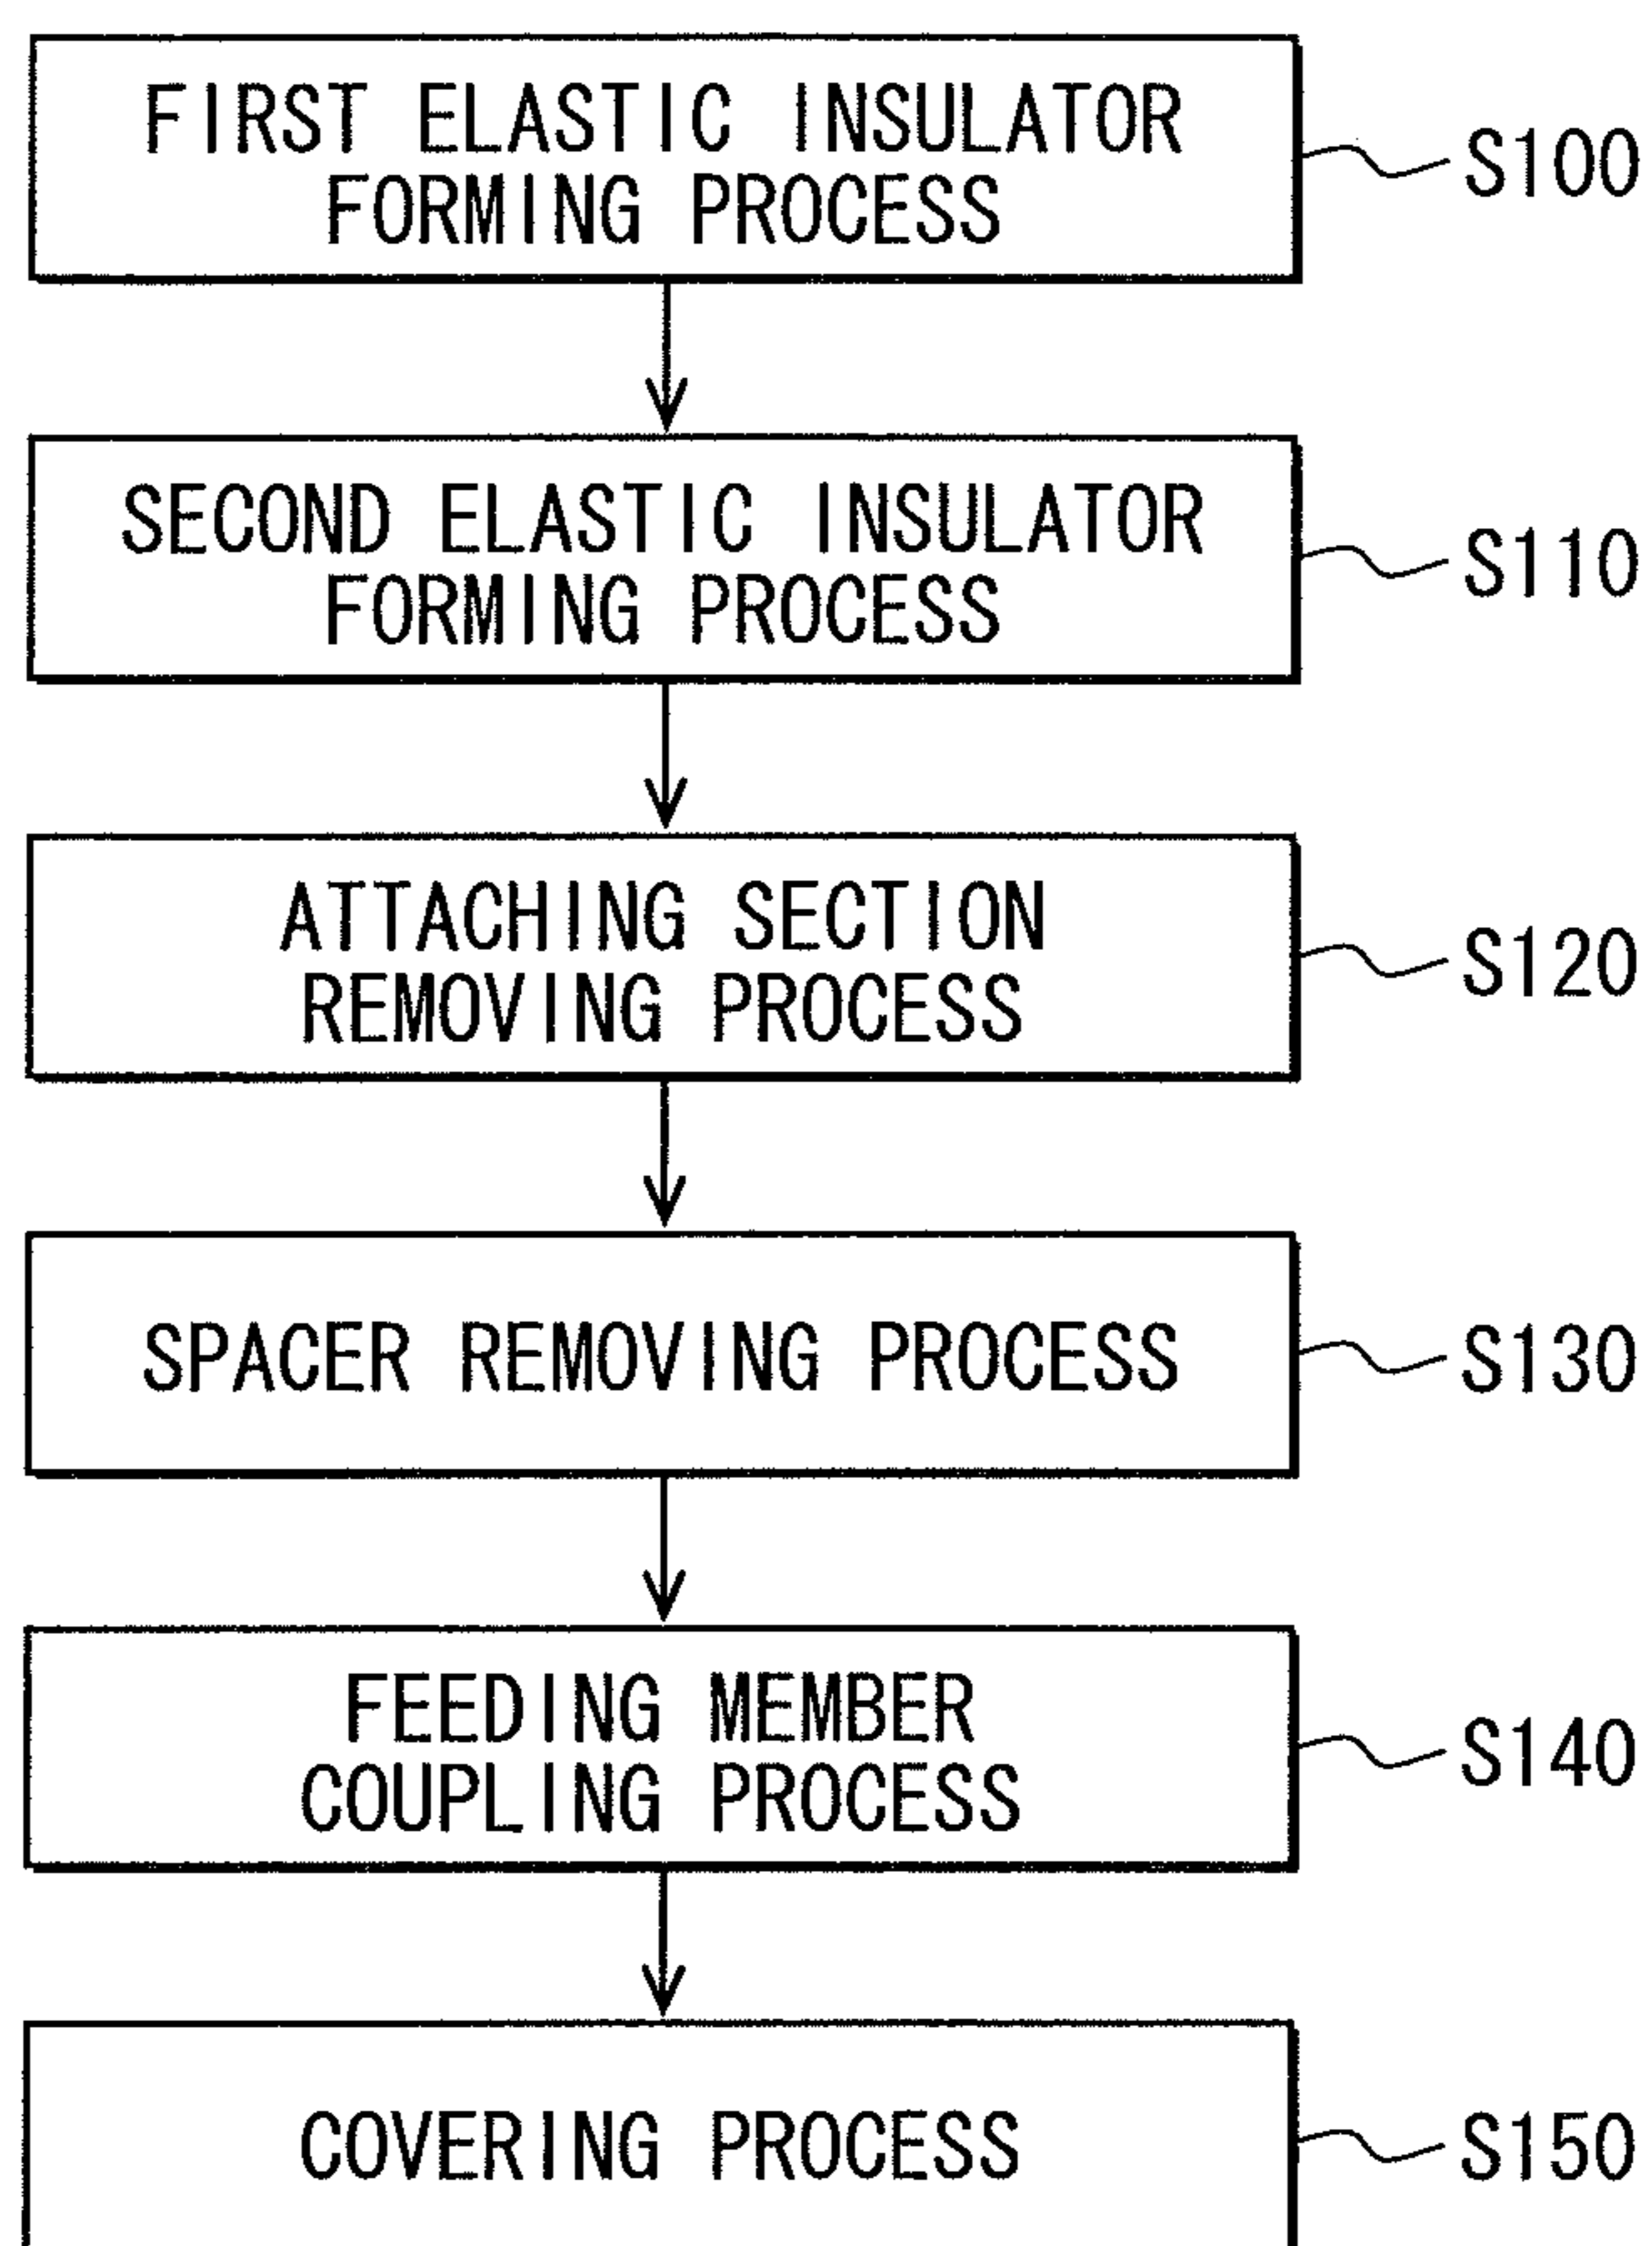 FIRST ELASTIC INSULATOR
FORMING PROCESS
S100
SECOND ELASTIC INSULATOR
FORMING PROCESS
S110
ATTACHING SECTION
REMOVING PROCESS
S120
SPACER REMOVING PROCESS
S130
FEEDING MEMBER
COUPLING PROCESS
S140
COVERING PROCESS
S150